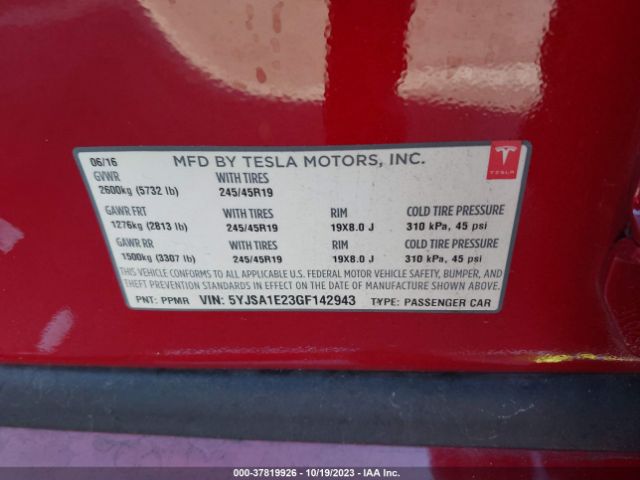 06/16 MFD BY TESLA MOTORS, INC.
TESLA
GVWR WITH TIRES
2600kg (5732 lb) 245/45R19
GAWR FRT WITH TIRES RIM COLD TIRE PRESSURE
1276kg (2813 lb) 245/45R19 19X8.0 J 310 kPa, 45 psi
GAWR RR WITH TIRES RIM COLD TIRE PRESSURE
1500kg (3307 lb) 245/45R19 19X8.0 J 310 kPa, 45 psi
THIS VEHICLE CONFORMS TO ALL APPLICABLE U.S. FEDERAL MOTOR VEHICLE SAFETY, BUMPER, AND
THEFT PREVENTION STANDARDS IN EFFECT ON THE DATE OF MANUFACTURE SHOWN ABOVE.
PNT: PPMR VIN: 5YJSA1E23GF142943 TYPE: PASSENGER CAR
000-37819926 - 10/19/2023 - IAA Inc.